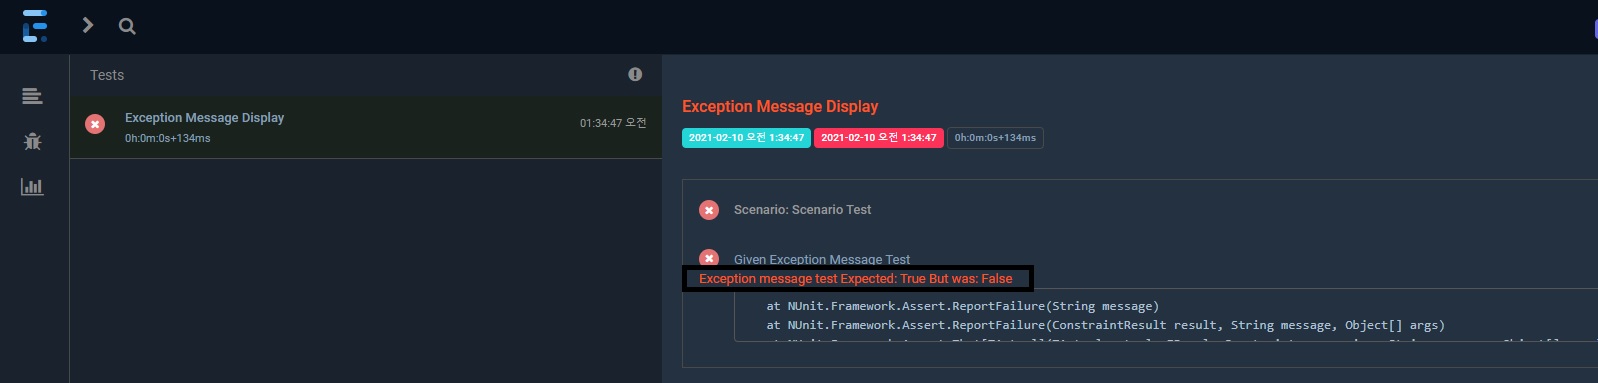 Tests
Exception Message Display
01:34:47 오전
0h:0m:0s+134ms
Exception Message Display
2021-02-10 오전 1:34:47 2021-02-10 오전 1:34:47 0h:0m:0s+134ms
Scenario: Scenario Test
Given Exception Message Test
Exception message test Expected: True But was: False
at NUnit.Framework.Assert.ReportFailure(String message)
at NUnit.Framework.Assert.ReportFailure(ConstraintResult result, String message, Object[] args)